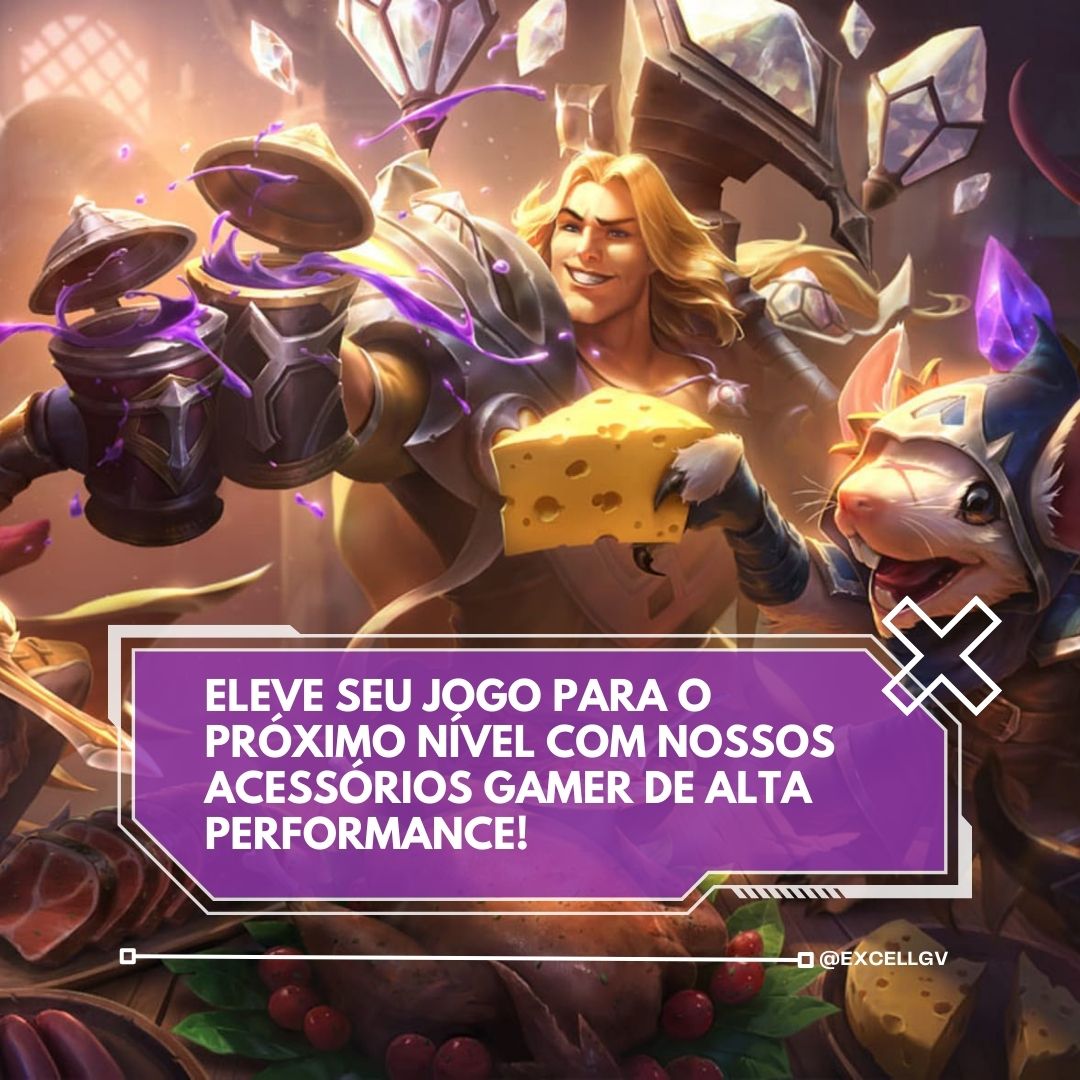 ELEVE SEU JOGO PARA O
PRÓXIMO NÍVEL COM NOSSOS
ACESSÓRIOS GAMER DE ALTA
PERFORMANCE!
@EXCELLGV